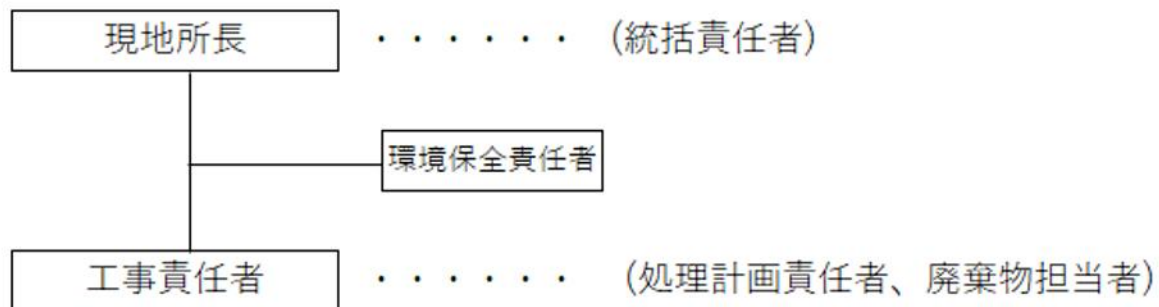 現地所長 ・・・・・・ (統括責任者)
環境保全責任者
工事責任者 ・・・・・・ (処理計画責任者、廃棄物担当者)